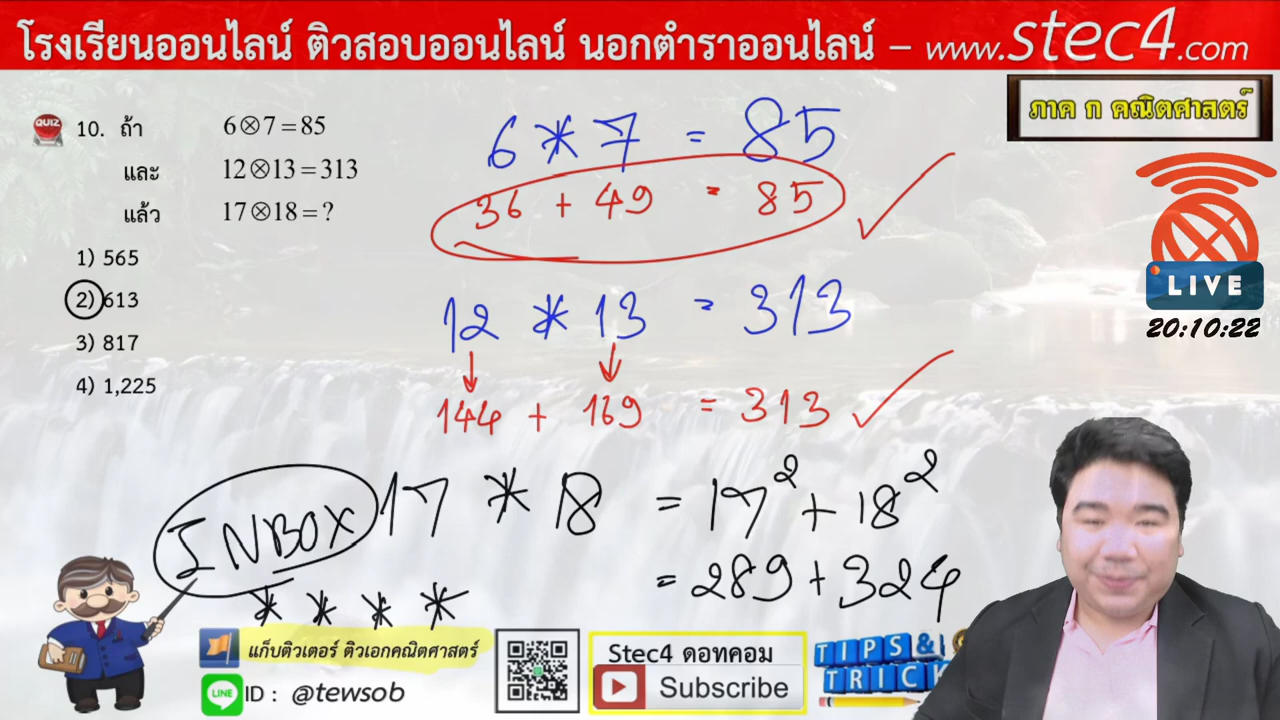 โรงเรียนออนไลน์ ติวสอบออนไลน์ นอกตำราออนไลน์ – www.stec4.com
ภาค ก คณิตศาสตร์
QUIZ
10. ถ้า 6⊗7=85
และ 12⊗13=313
แล้ว 17⊗18=?
1) 565
2) 613
3) 817
4) 1,225
6 * 7 = 85
36 + 49 = 85
12 * 13 = 313
144 + 169 = 313
17 * 18 = 17² + 18²
= 289 + 324
INBOX
* * * *
LIVE
20:10:22
แก็บติวเตอร์ ติวเอกคณิตศาสตร์
LINE ID : @tewsob
Stec4 ดอทคอม
Subscribe
TIPS &
TRICK